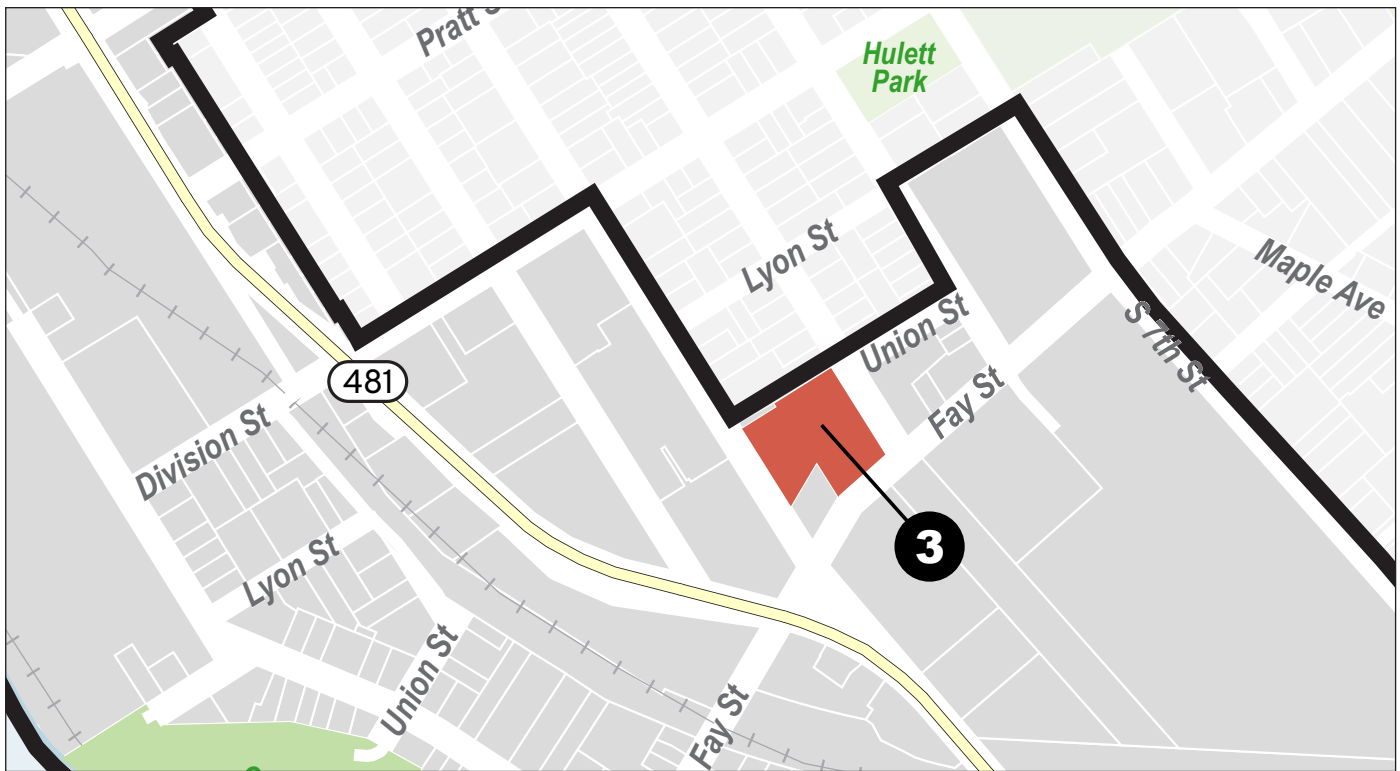 Pratt S
Hulett
Park
Lyon St
Maple Ave
Union St
S 7th St
481
Fay St
Division St
3
Lyon St
Union St
Fay St